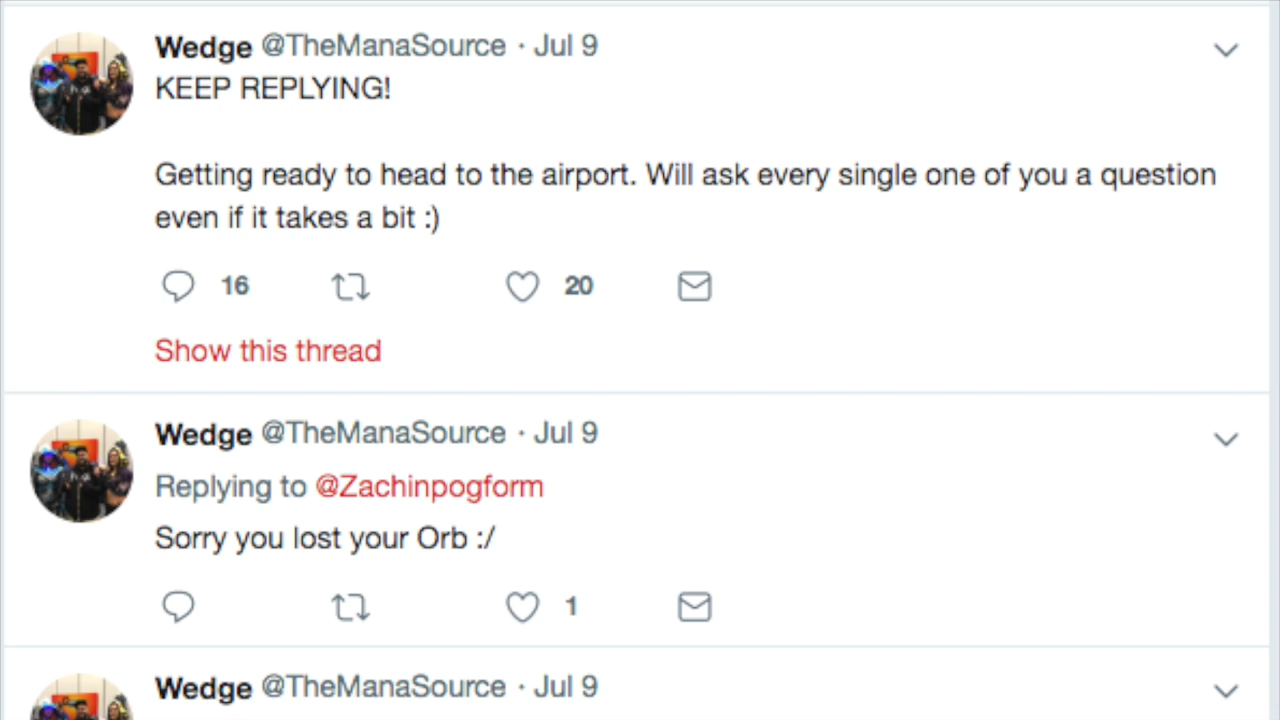 Wedge @TheManaSource · Jul 9
KEEP REPLYING!
Getting ready to head to the airport. Will ask every single one of you a question
even if it takes a bit :)
16 20
Show this thread
Wedge @TheManaSource · Jul 9
Replying to @Zachinpogform
Sorry you lost your Orb :/
1
Wedge @TheManaSource · Jul 9